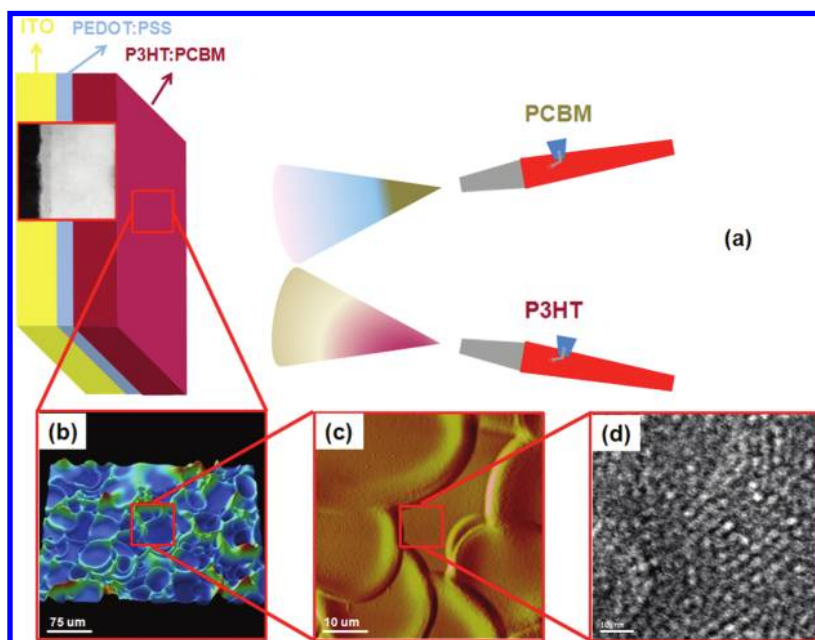 ITO
PEDOT:PSS
P3HT:PCBM
PCBM
(a)
P3HT
(b)
75 um
(c)
10 um
(d)